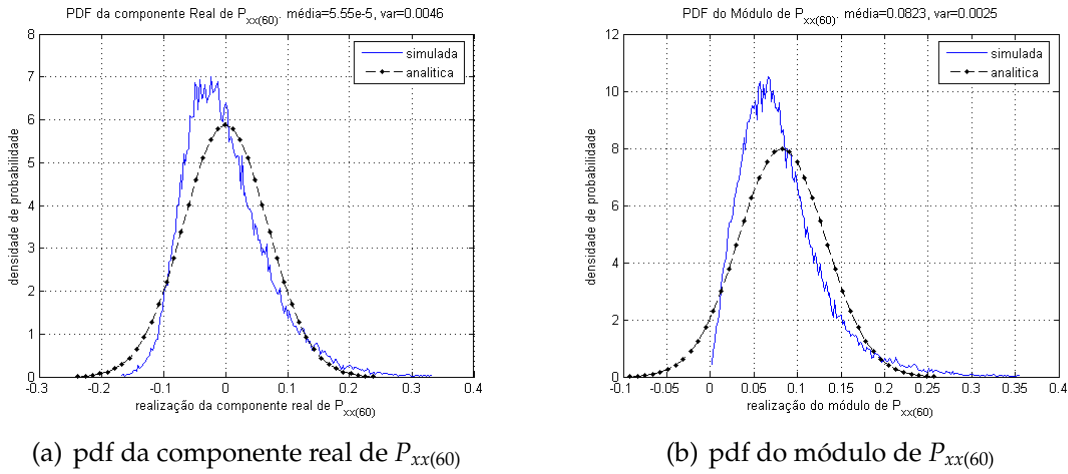 PDF da componente Real de P_xx(60): média=5.55e-5, var=0.0046
8
7
6
5
4
3
2
1
0
densidade de probabilidade
simulada
analitica
-0.3
-0.2
-0.1
0
0.1
0.2
0.3
0.4
realização da componente real de P_xx(60)
(a) pdf da componente real de P_xx(60)
PDF do Módulo de P_xx(60): média=0.0823, var=0.0025
12
10
8
6
4
2
0
densidade de probabilidade
simulada
analitica
-0.1
-0.05
0
0.05
0.1
0.15
0.2
0.25
0.3
0.35
0.4
realização do módulo de P_xx(60)
(b) pdf do módulo de P_xx(60)